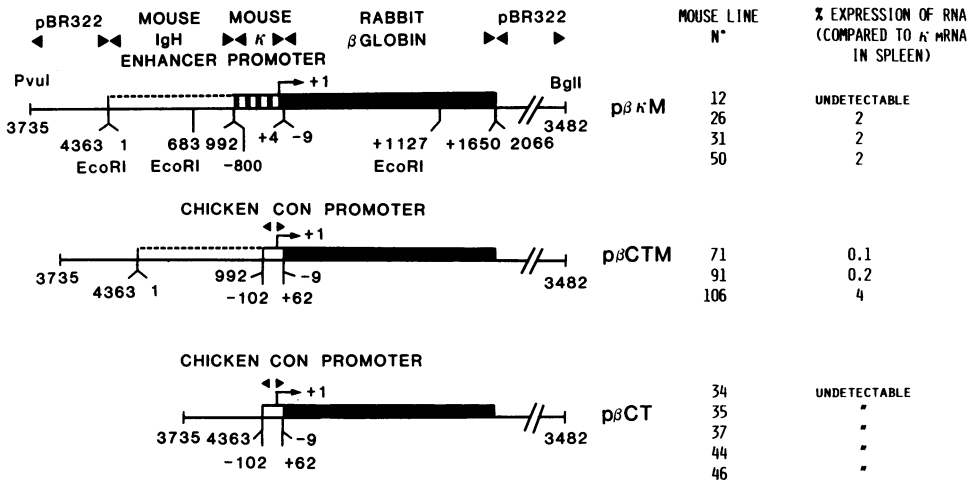 pBR322 MOUSE MOUSE RABBIT pBR322
IgH κ βGLOBIN
ENHANCER PROMOTER
PvuI +1 BglI
3735 4363 1 683 992 +4 -9 +1127 +1650 2066 3482
EcoRI EcoRI -800 EcoRI
pβκM
CHICKEN CON PROMOTER
+1
3735 4363 1 992 -9 3482
-102 +62
pβCTM
CHICKEN CON PROMOTER
+1
3735 4363 -9 3482
-102 +62
pβCT
MOUSE LINE
N°
% EXPRESSION OF RNA
(COMPARED TO κ mRNA
IN SPLEEN)
12 UNDETECTABLE
26 2
31 2
50 2
71 0.1
91 0.2
106 4
34 UNDETECTABLE
35 "
37 "
44 "
46 "